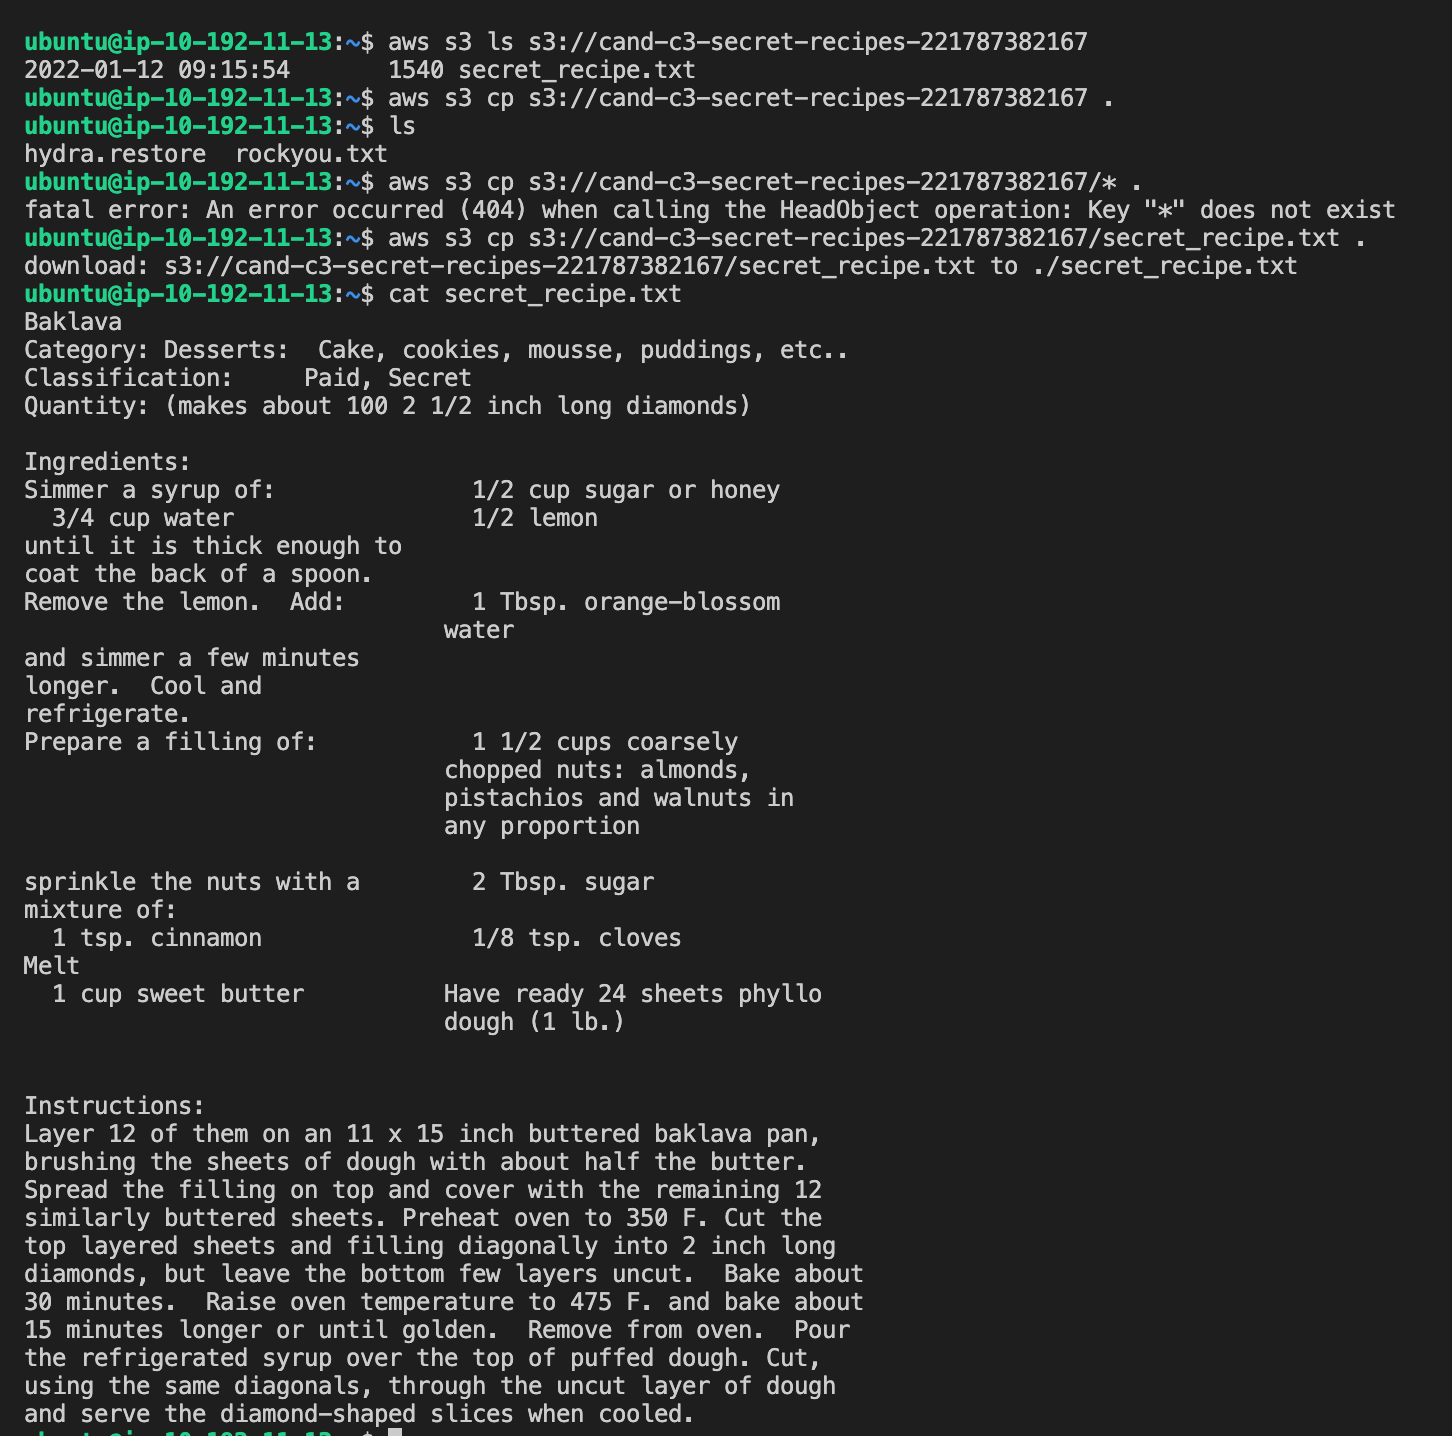 ubuntu@ip-10-192-11-13:~$ aws s3 ls s3://cand-c3-secret-recipes-221787382167
2022-01-12 09:15:54       1540 secret_recipe.txt
ubuntu@ip-10-192-11-13:~$ aws s3 cp s3://cand-c3-secret-recipes-221787382167 .
ubuntu@ip-10-192-11-13:~$ ls
hydra.restore  rockyou.txt
ubuntu@ip-10-192-11-13:~$ aws s3 cp s3://cand-c3-secret-recipes-221787382167/* .
fatal error: An error occurred (404) when calling the HeadObject operation: Key "*" does not exist
ubuntu@ip-10-192-11-13:~$ aws s3 cp s3://cand-c3-secret-recipes-221787382167/secret_recipe.txt .
download: s3://cand-c3-secret-recipes-221787382167/secret_recipe.txt to ./secret_recipe.txt
ubuntu@ip-10-192-11-13:~$ cat secret_recipe.txt
Baklava
Category: Desserts:  Cake, cookies, mousse, puddings, etc..
Classification:     Paid, Secret
Quantity: (makes about 100 2 1/2 inch long diamonds)

Ingredients:
Simmer a syrup of:              1/2 cup sugar or honey
  3/4 cup water                 1/2 lemon
until it is thick enough to
coat the back of a spoon.
Remove the lemon.  Add:         1 Tbsp. orange-blossom
                              water
and simmer a few minutes
longer.  Cool and
refrigerate.
Prepare a filling of:           1 1/2 cups coarsely
                              chopped nuts: almonds,
                              pistachios and walnuts in
                              any proportion

sprinkle the nuts with a        2 Tbsp. sugar
mixture of:
  1 tsp. cinnamon               1/8 tsp. cloves
Melt
  1 cup sweet butter          Have ready 24 sheets phyllo
                              dough (1 lb.)


Instructions:
Layer 12 of them on an 11 x 15 inch buttered baklava pan,
brushing the sheets of dough with about half the butter.
Spread the filling on top and cover with the remaining 12
similarly buttered sheets. Preheat oven to 350 F. Cut the
top layered sheets and filling diagonally into 2 inch long
diamonds, but leave the bottom few layers uncut.  Bake about
30 minutes.  Raise oven temperature to 475 F. and bake about
15 minutes longer or until golden.  Remove from oven.  Pour
the refrigerated syrup over the top of puffed dough. Cut,
using the same diagonals, through the uncut layer of dough
and serve the diamond-shaped slices when cooled.